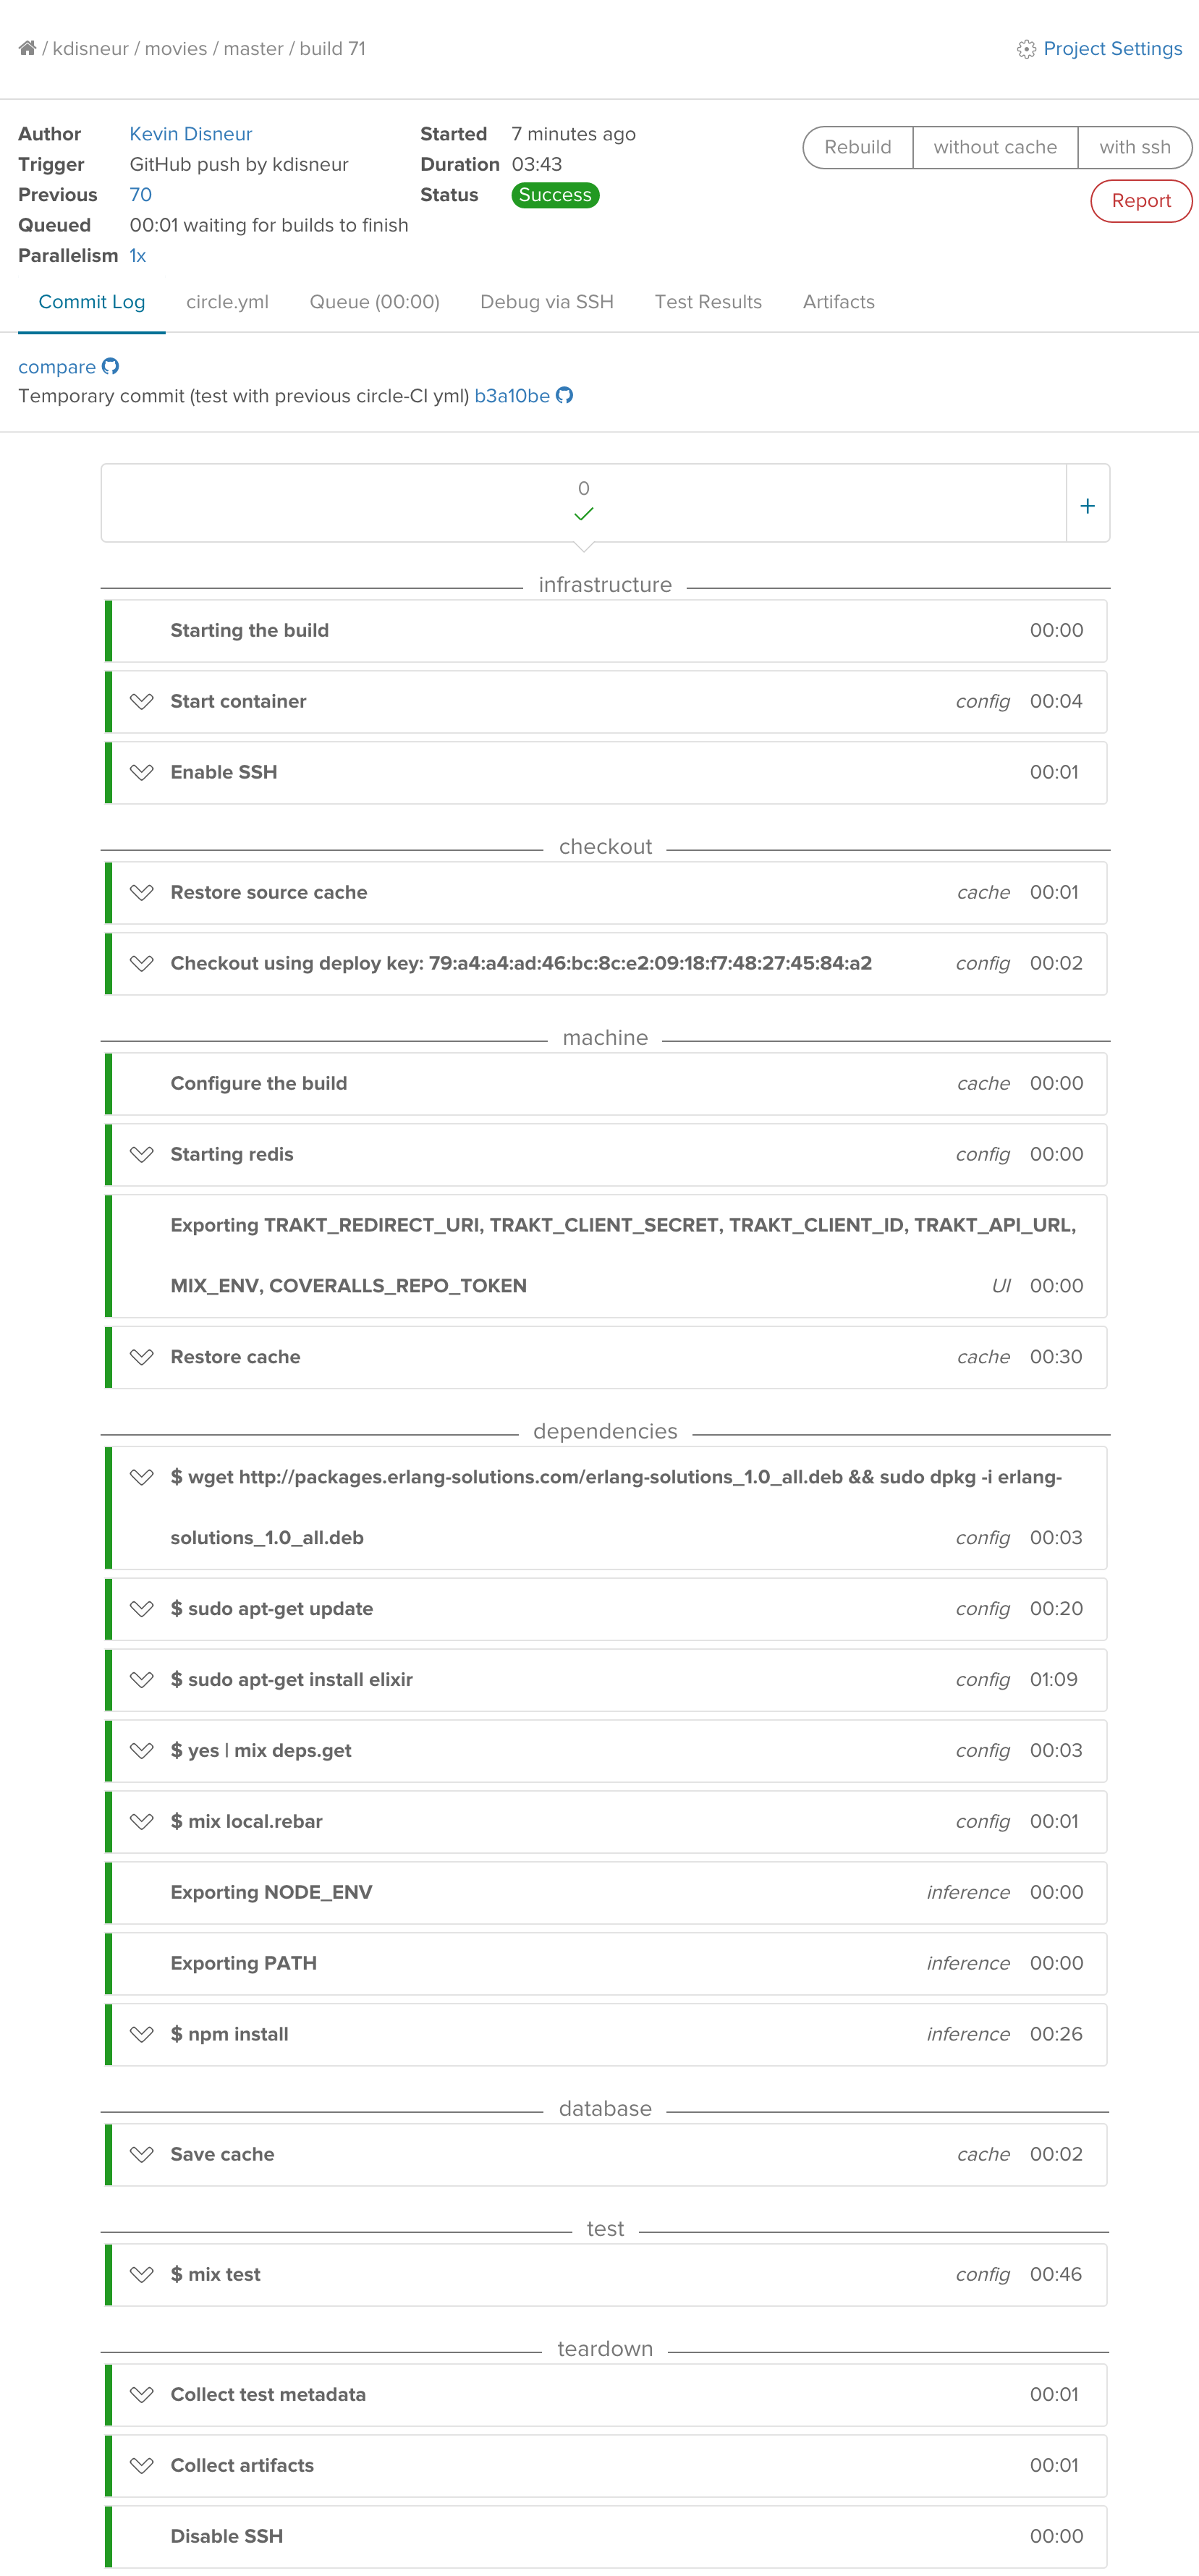 / kdisneur / movies / master / build 71
Project Settings
Author Kevin Disneur
Trigger GitHub push by kdisneur
Previous 70
Queued 00:01 waiting for builds to finish
Parallelism 1x
Started 7 minutes ago
Duration 03:43
Status Success
Rebuild without cache with ssh
Report
Commit Log circle.yml Queue (00:00) Debug via SSH Test Results Artifacts
compare
Temporary commit (test with previous circle-CI yml) b3a10be
0
+
infrastructure
Starting the build 00:00
Start container config 00:04
Enable SSH 00:01
checkout
Restore source cache cache 00:01
Checkout using deploy key: 79:a4:a4:ad:46:bc:8c:e2:09:18:f7:48:27:45:84:a2 config 00:02
machine
Configure the build cache 00:00
Starting redis config 00:00
Exporting TRAKT_REDIRECT_URI, TRAKT_CLIENT_SECRET, TRAKT_CLIENT_ID, TRAKT_API_URL,
MIX_ENV, COVERALLS_REPO_TOKEN UI 00:00
Restore cache cache 00:30
dependencies
$ wget http://packages.erlang-solutions.com/erlang-solutions_1.0_all.deb && sudo dpkg -i erlang-
solutions_1.0_all.deb config 00:03
$ sudo apt-get update config 00:20
$ sudo apt-get install elixir config 01:09
$ yes | mix deps.get config 00:03
$ mix local.rebar config 00:01
Exporting NODE_ENV inference 00:00
Exporting PATH inference 00:00
$ npm install inference 00:26
database
Save cache cache 00:02
test
$ mix test config 00:46
teardown
Collect test metadata 00:01
Collect artifacts 00:01
Disable SSH 00:00